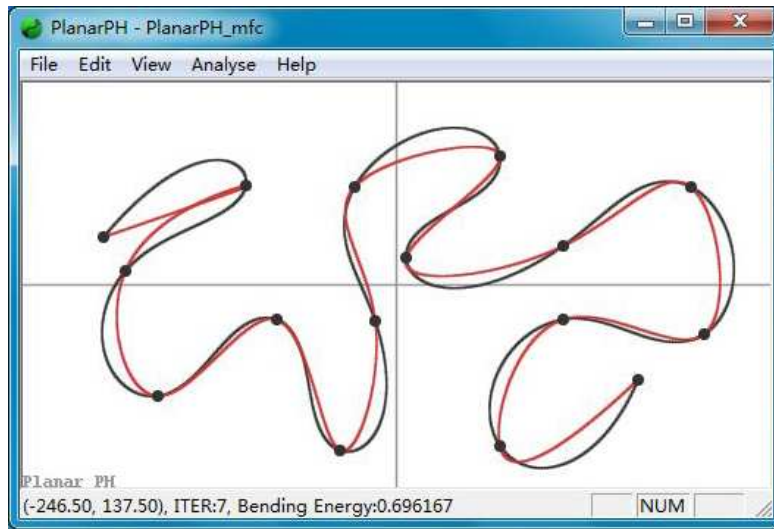 PlanarPH - PlanarPH_mfc
File Edit View Analyse Help
Planar PH
(-246.50, 137.50), ITER:7, Bending Energy:0.696167 NUM